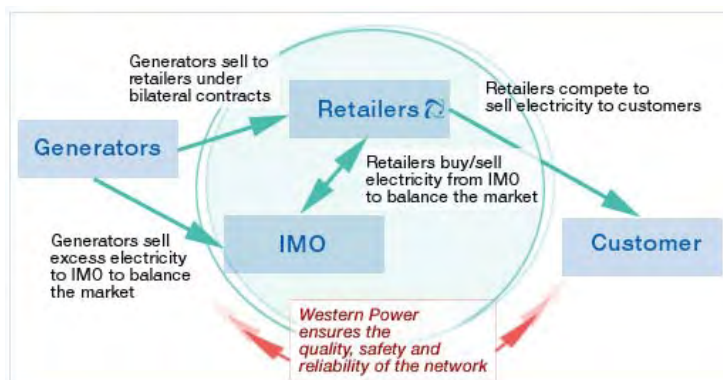 Generators sell to
retailers under
bilateral contracts
Retailers compete to
sell electricity to customers
Retailers
Generators
Retailers buy/sell
electricity from IMO
to balance the market
Generators sell
excess electricity
to IMO to balance
the market
IMO
Customer
Western Power
ensures the
quality, safety and
reliability of the network